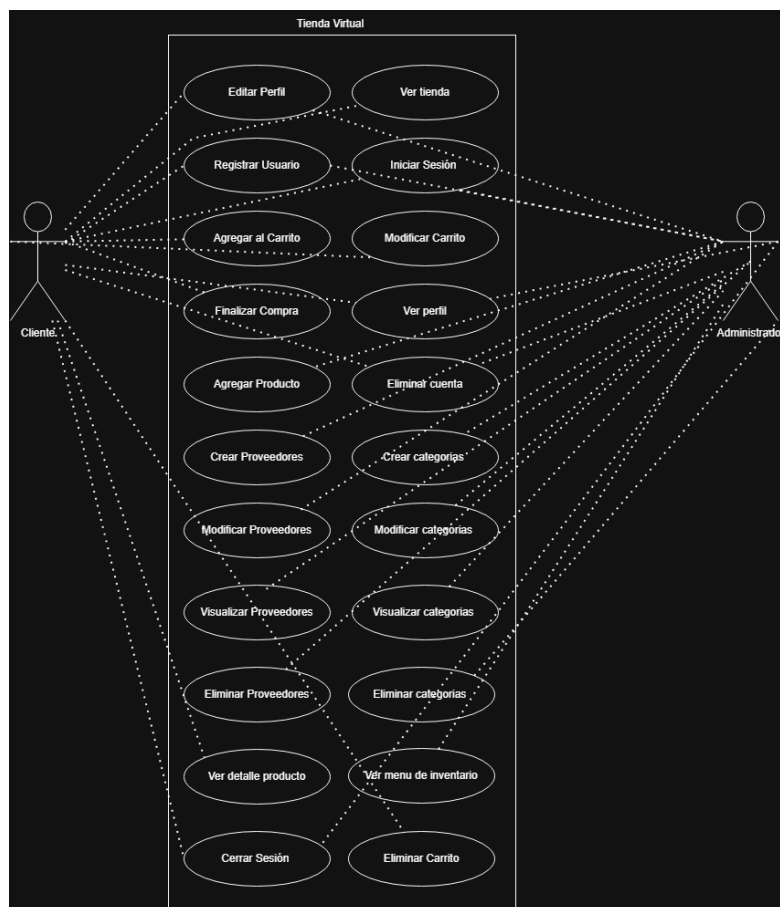 Tienda Virtual
Editar Perfil
Ver tienda
Registrar Usuario
Iniciar Sesión
Agregar al Carrito
Modificar Carrito
Finalizar Compra
Ver perfil
Cliente
Administrado
Agregar Producto
Eliminar cuenta
Crear Proveedores
Crear categorias
Modificar Proveedores
Modificar categorias
Visualizar Proveedores
Visualizar categorias
Eliminar Proveedores
Eliminar categorias
Ver detalle producto
Ver menu de inventario
Cerrar Sesión
Eliminar Carrito